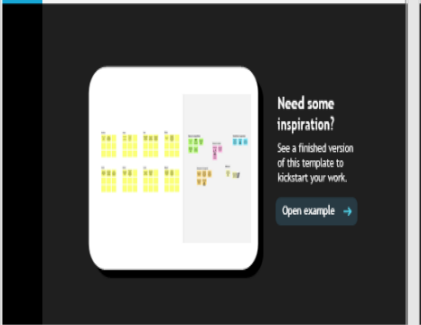 Need some
inspiration?
See a finished version
of this template to
kickstart your work.
Open example →